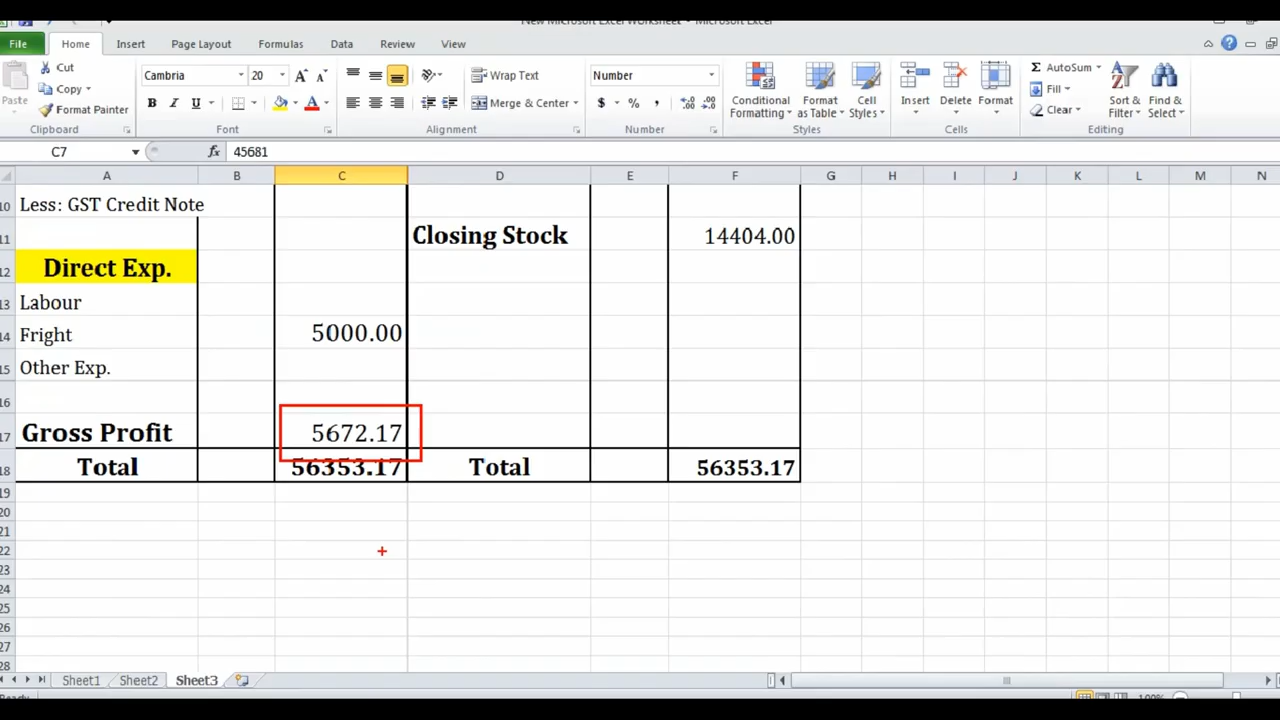 New Microsoft Excel Worksheet - Microsoft Excel
File Home Insert Page Layout Formulas Data Review View
Cut
Copy
Format Painter
Paste
Clipboard
Cambria 20
B I U
Font
Wrap Text
Merge & Center
Alignment
Number
$ % ,
Number
Conditional Formatting
Format as Table
Cell Styles
Styles
Insert Delete Format
Cells
AutoSum
Fill
Clear
Sort & Filter
Find & Select
Editing
C7 fx 45681
A B C D E F G H I J K L M N
10 Less: GST Credit Note
11 Closing Stock 14404.00
12 Direct Exp.
13 Labour
14 Fright 5000.00
15 Other Exp.
16
17 Gross Profit 5672.17
18 Total 56353.17 Total 56353.17
19
20
21
22
23
24
25
26
27
28
Sheet1 Sheet2 Sheet3
100%